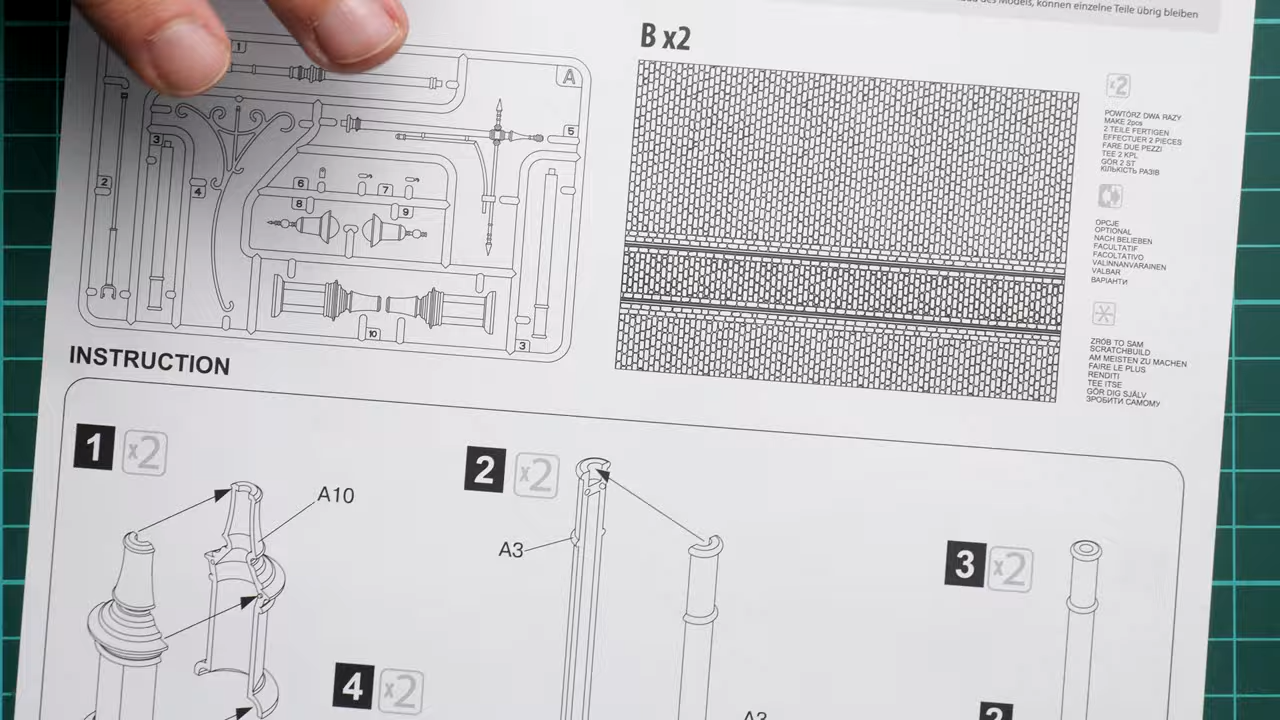 des Models, können einzelne Teile übrig bleiben
B x2
1
A
5
3
2
4
6
7
8
9
10
3
x2
POWTÓRZ DWA RAZY
MAKE 2pcs
2 TEILE FERTIGEN
EFFECTUER 2 PIECES
FARE DUE PEZZI
TEE 2 KPL
GÖR 2 ST
КІЛЬКІСТЬ РАЗІВ
OPCJE
OPTIONAL
NACH BELIEBEN
FACULTATIF
FACOLTATIVO
VALINNANVARAINEN
VALBAR
ВАРІАНТИ
ZRÓB TO SAM
SCRATCHBUILD
AM MEISTEN ZU MACHEN
FAIRE LE PLUS
RENDITI
TEE ITSE
GÖR DIG SJÄLV
ЗРОБИТИ САМОМУ
INSTRUCTION
1 x2
A10
2 x2
A3
3 x2
4 x2
A3
2